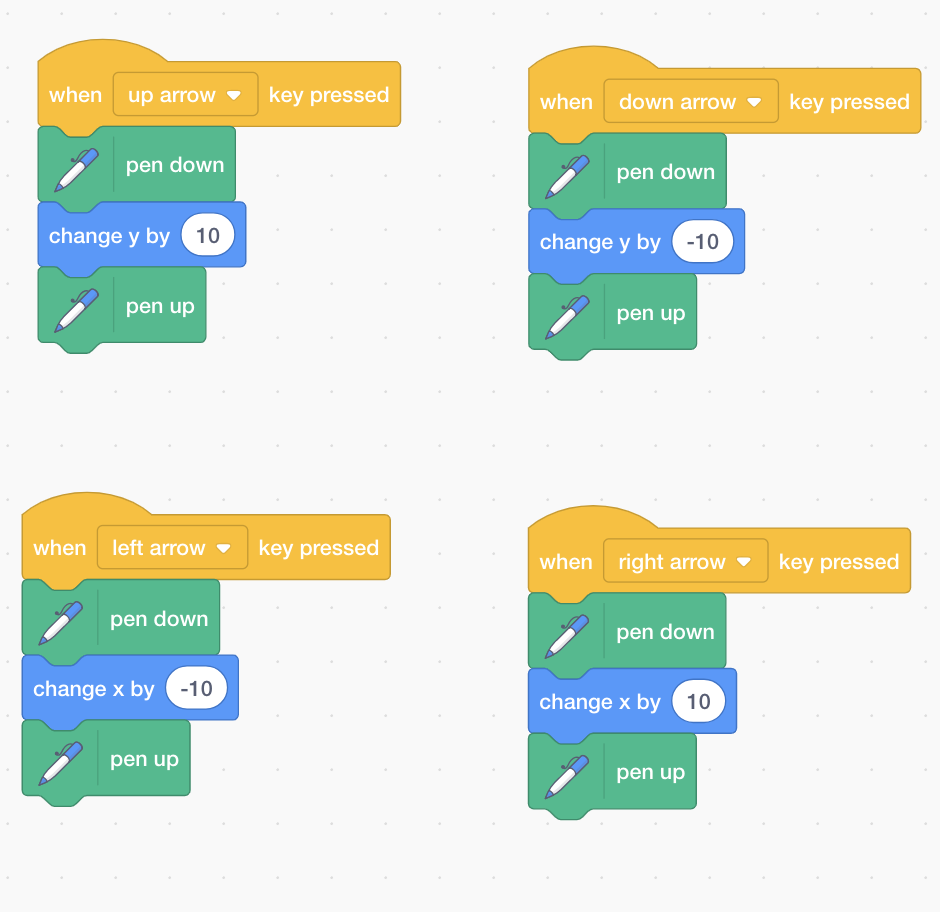 when up arrow key pressed
pen down
change y by 10
pen up
when down arrow key pressed
pen down
change y by -10
pen up
when left arrow key pressed
pen down
change x by -10
pen up
when right arrow key pressed
pen down
change x by 10
pen up